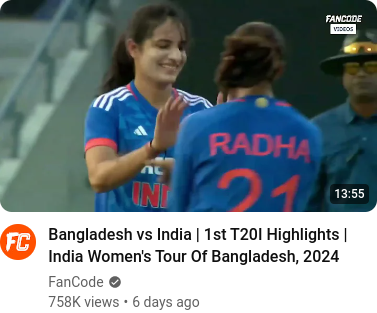 FANCODE
VIDEOS
RADHA
21
IND
13:55
FC
Bangladesh vs India | 1st T20I Highlights |
India Women's Tour Of Bangladesh, 2024
FanCode
758K views • 6 days ago